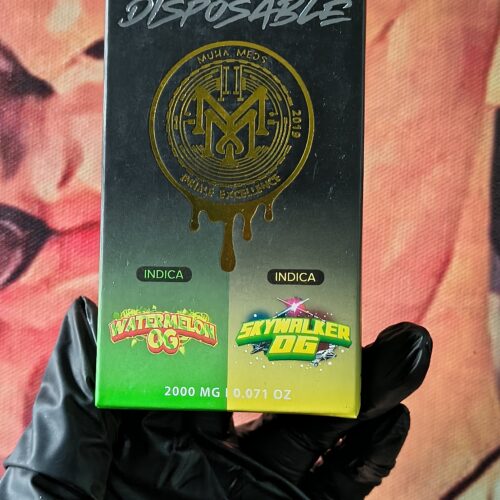 DISPOSABLE
MUHA MEDS
2019
PRIME EXCELLENCE
INDICA
INDICA
WATERMELON
OG
SKYWALKER
OG
2000 MG | 0.071 OZ